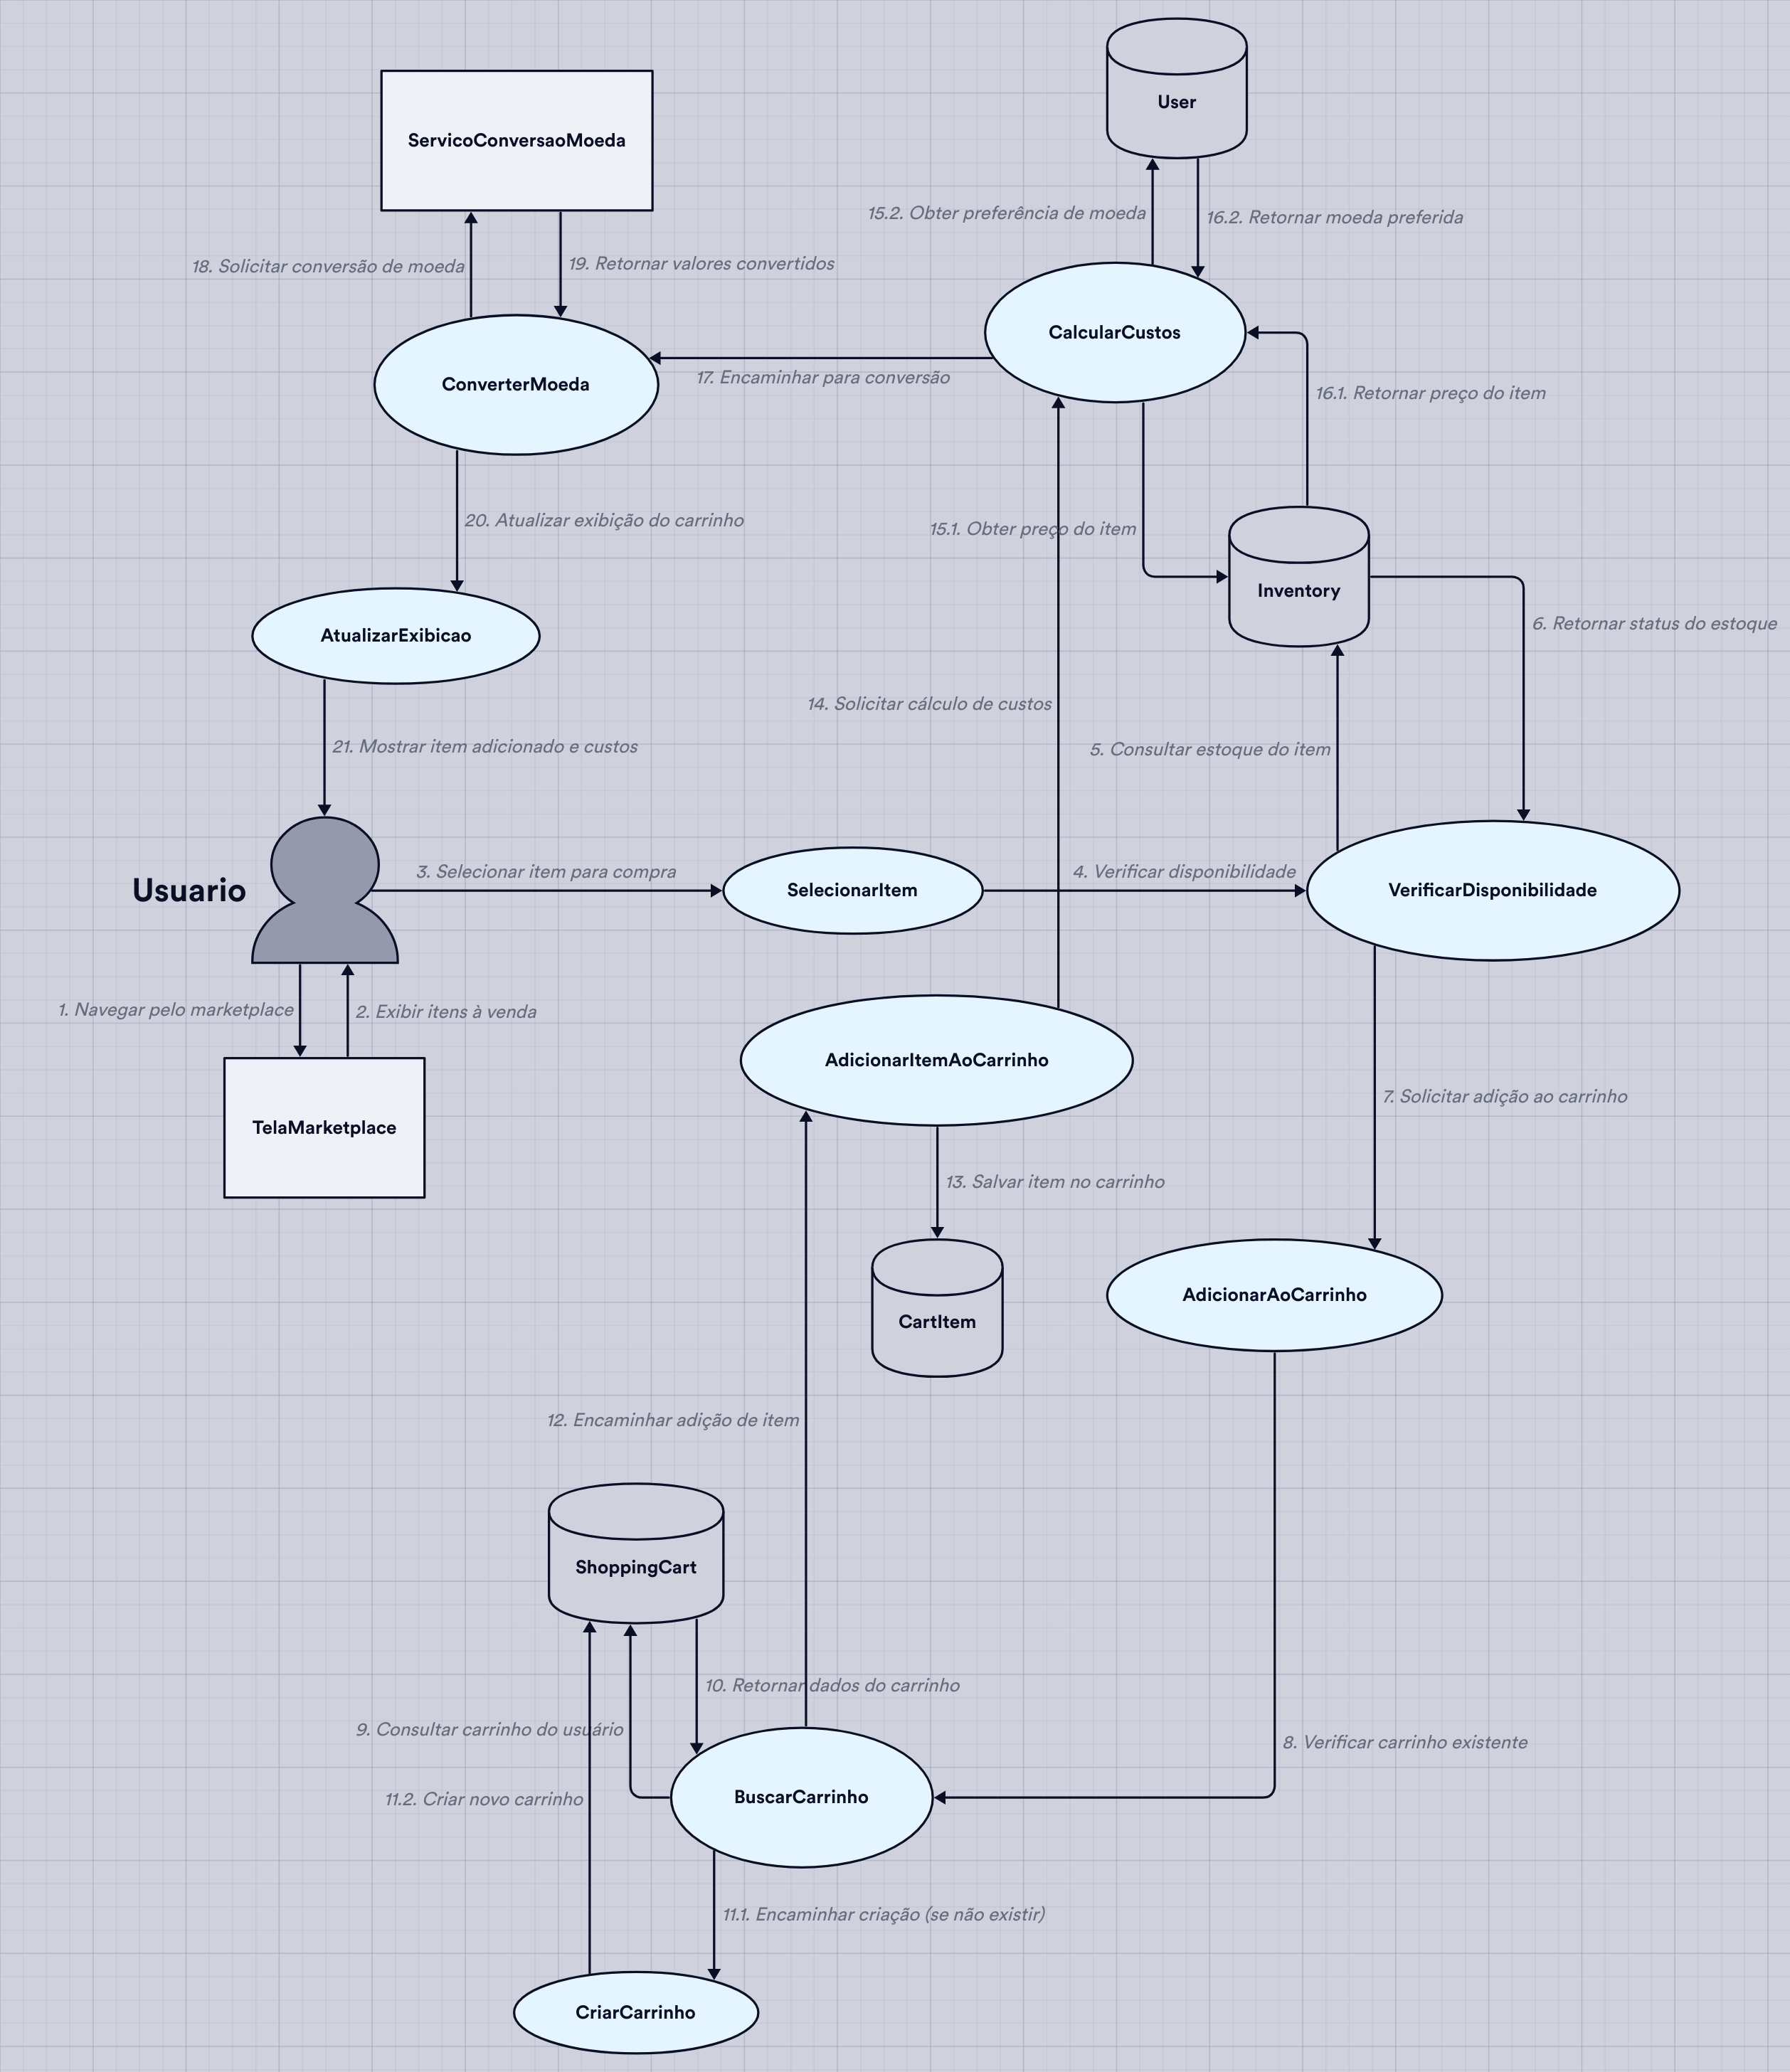 User
ServicoConversaoMoeda
15.2. Obter preferência de moeda
16.2. Retornar moeda preferida
18. Solicitar conversão de moeda
19. Retornar valores convertidos
CalcularCustos
ConverterMoeda
17. Encaminhar para conversão
16.1. Retornar preço do item
20. Atualizar exibição do carrinho
15.1. Obter preço do item
Inventory
6. Retornar status do estoque
AtualizarExibicao
14. Solicitar cálculo de custos
21. Mostrar item adicionado e custos
5. Consultar estoque do item
Usuario
3. Selecionar item para compra
SelecionarItem
4. Verificar disponibilidade
VerificarDisponibilidade
1. Navegar pelo marketplace
2. Exibir itens à venda
AdicionarItemAoCarrinho
7. Solicitar adição ao carrinho
TelaMarketplace
13. Salvar item no carrinho
AdicionarAoCarrinho
CartItem
12. Encaminhar adição de item
ShoppingCart
10. Retornar dados do carrinho
9. Consultar carrinho do usuário
8. Verificar carrinho existente
11.2. Criar novo carrinho
BuscarCarrinho
11.1. Encaminhar criação (se não existir)
CriarCarrinho